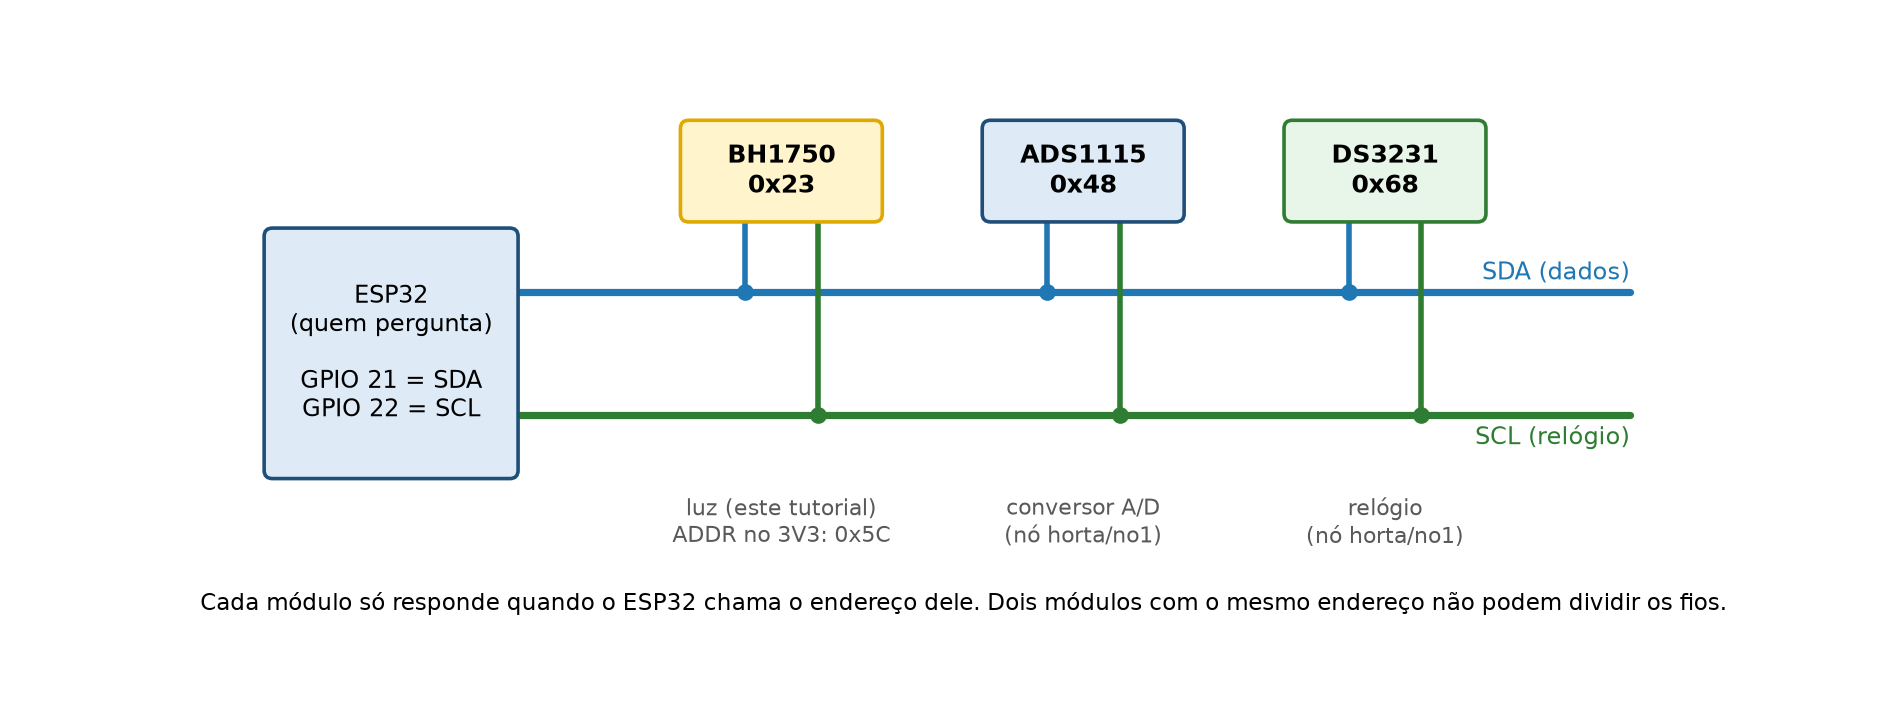 BH1750
0x23
ADS1115
0x48
DS3231
0x68
ESP32
(quem pergunta)
GPIO 21 = SDA
GPIO 22 = SCL
SDA (dados)
SCL (relógio)
luz (este tutorial)
ADDR no 3V3: 0x5C
conversor A/D
(nó horta/no1)
relógio
(nó horta/no1)
Cada módulo só responde quando o ESP32 chama o endereço dele. Dois módulos com o mesmo endereço não podem dividir os fios.